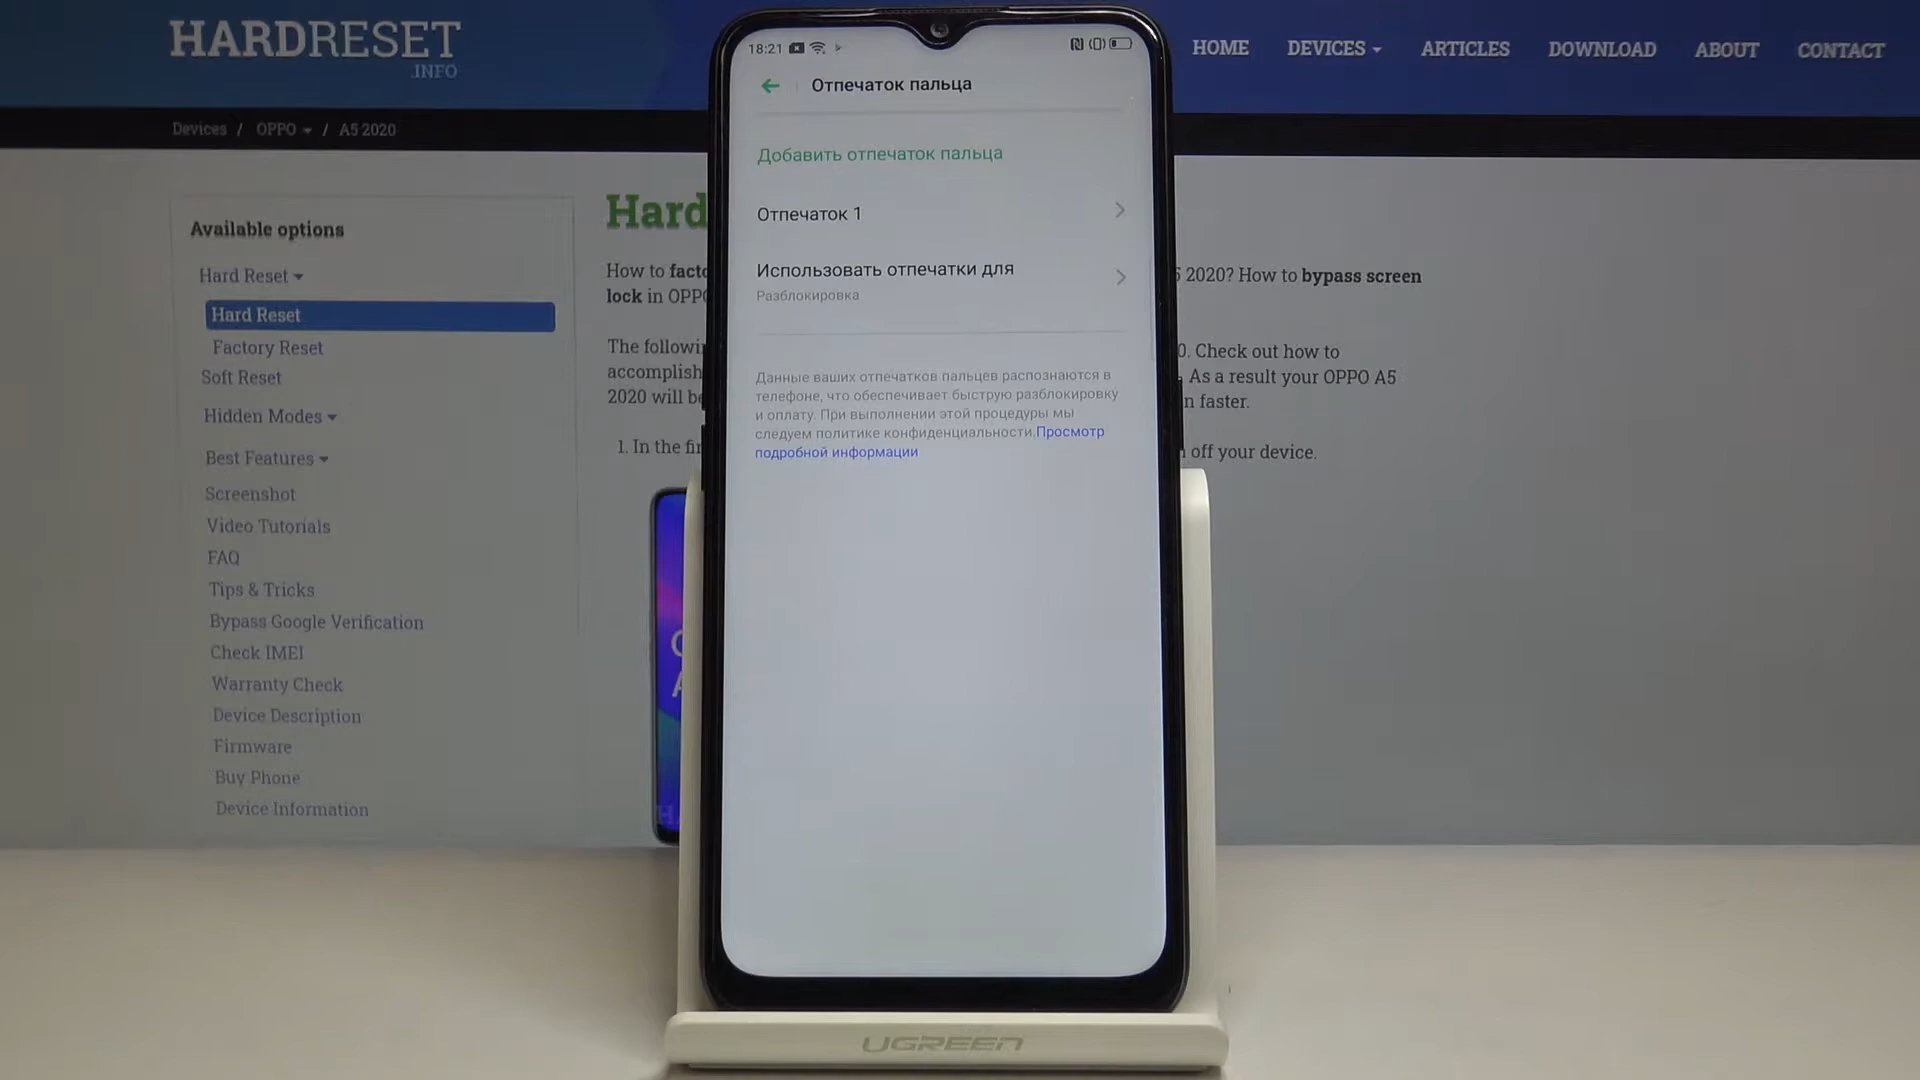 HARDRESET
.INFO
HOME DEVICES ARTICLES DOWNLOAD ABOUT CONTACT
Devices / OPPO / A5 2020
Available options
Hard Reset
Hard Reset
Factory Reset
Soft Reset
Hidden Modes
Best Features
Screenshot
Video Tutorials
FAQ
Tips & Tricks
Bypass Google Verification
Check IMEI
Warranty Check
Device Description
Firmware
Buy Phone
Device Information
Hard
How to
lock in
5 2020? How to bypass screen
The
accomplish
2020 will
0. Check out how to
. As a result your OPPO A5
faster.
1. In the
off your device.
18:21
Отпечаток пальца
Добавить отпечаток пальца
Отпечаток 1
Использовать отпечатки для
Разблокировка
Данные ваших отпечатков пальцев распознаются в
телефоне, что обеспечивает быструю разблокировку
и оплату. При выполнении этой процедуры мы
следуем политике конфиденциальности.Просмотр
подробной информации
UGREEN